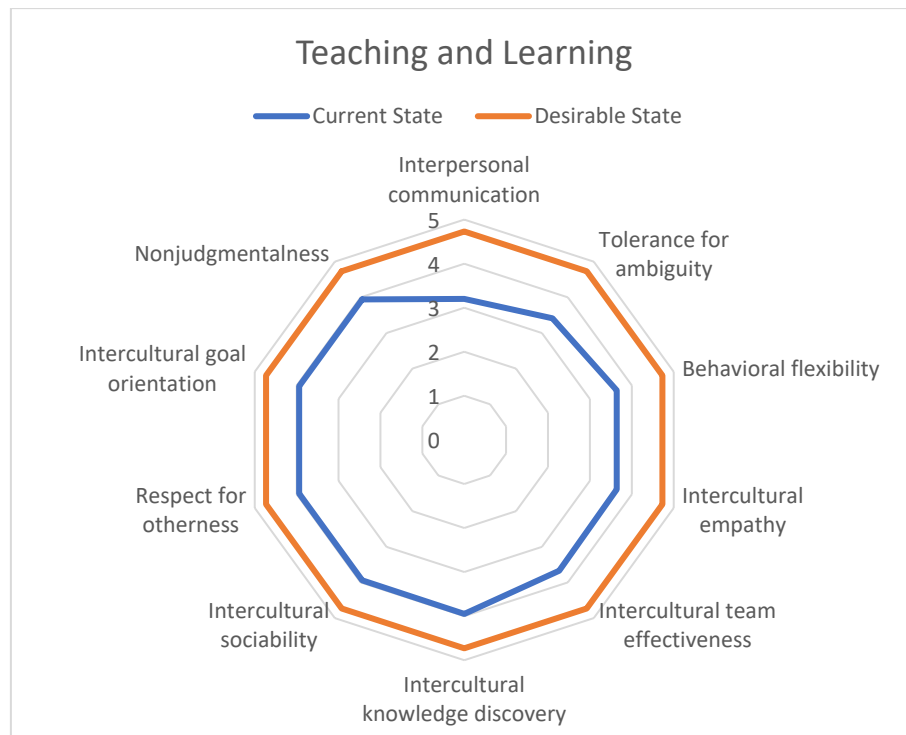 Teaching and Learning
Current State
Desirable State
Interpersonal
communication
Tolerance for
ambiguity
Behavioral flexibility
Intercultural
empathy
Intercultural team
effectiveness
Intercultural
knowledge discovery
Intercultural
sociability
Respect for
otherness
Intercultural goal
orientation
Nonjudgmentalness
5
4
3
2
1
0